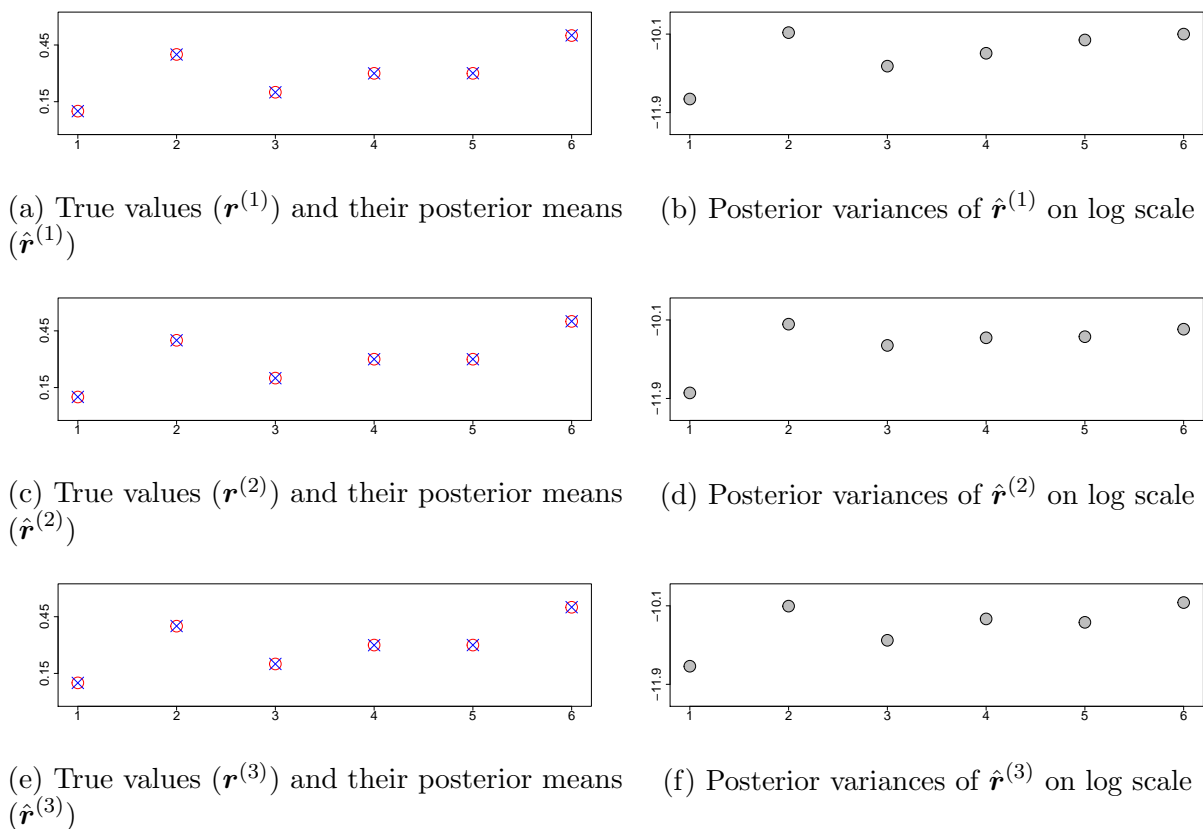 0.45
0.15
1 2 3 4 5 6
−10.1
−11.9
1 2 3 4 5 6
(a) True values (r^(1)) and their posterior means
(r̂^(1))
(b) Posterior variances of r̂^(1) on log scale
0.45
0.15
1 2 3 4 5 6
−10.1
−11.9
1 2 3 4 5 6
(c) True values (r^(2)) and their posterior means
(r̂^(2))
(d) Posterior variances of r̂^(2) on log scale
0.45
0.15
1 2 3 4 5 6
−10.1
−11.9
1 2 3 4 5 6
(e) True values (r^(3)) and their posterior means
(r̂^(3))
(f) Posterior variances of r̂^(3) on log scale